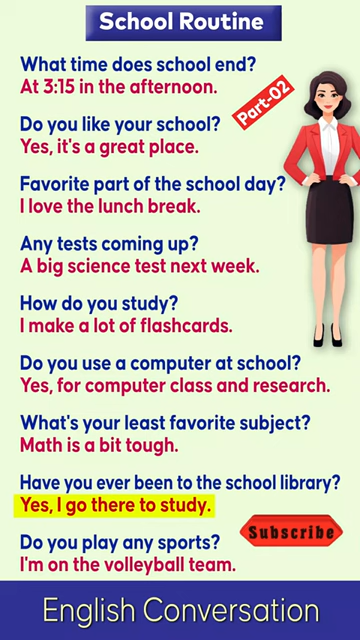 School Routine
What time does school end?
At 3:15 in the afternoon.
Part-02
Do you like your school?
Yes, it's a great place.
Favorite part of the school day?
I love the lunch break.
Any tests coming up?
A big science test next week.
How do you study?
I make a lot of flashcards.
Do you use a computer at school?
Yes, for computer class and research.
What's your least favorite subject?
Math is a bit tough.
Have you ever been to the school library?
Yes, I go there to study.
Subscribe
Do you play any sports?
I'm on the volleyball team.
English Conversation